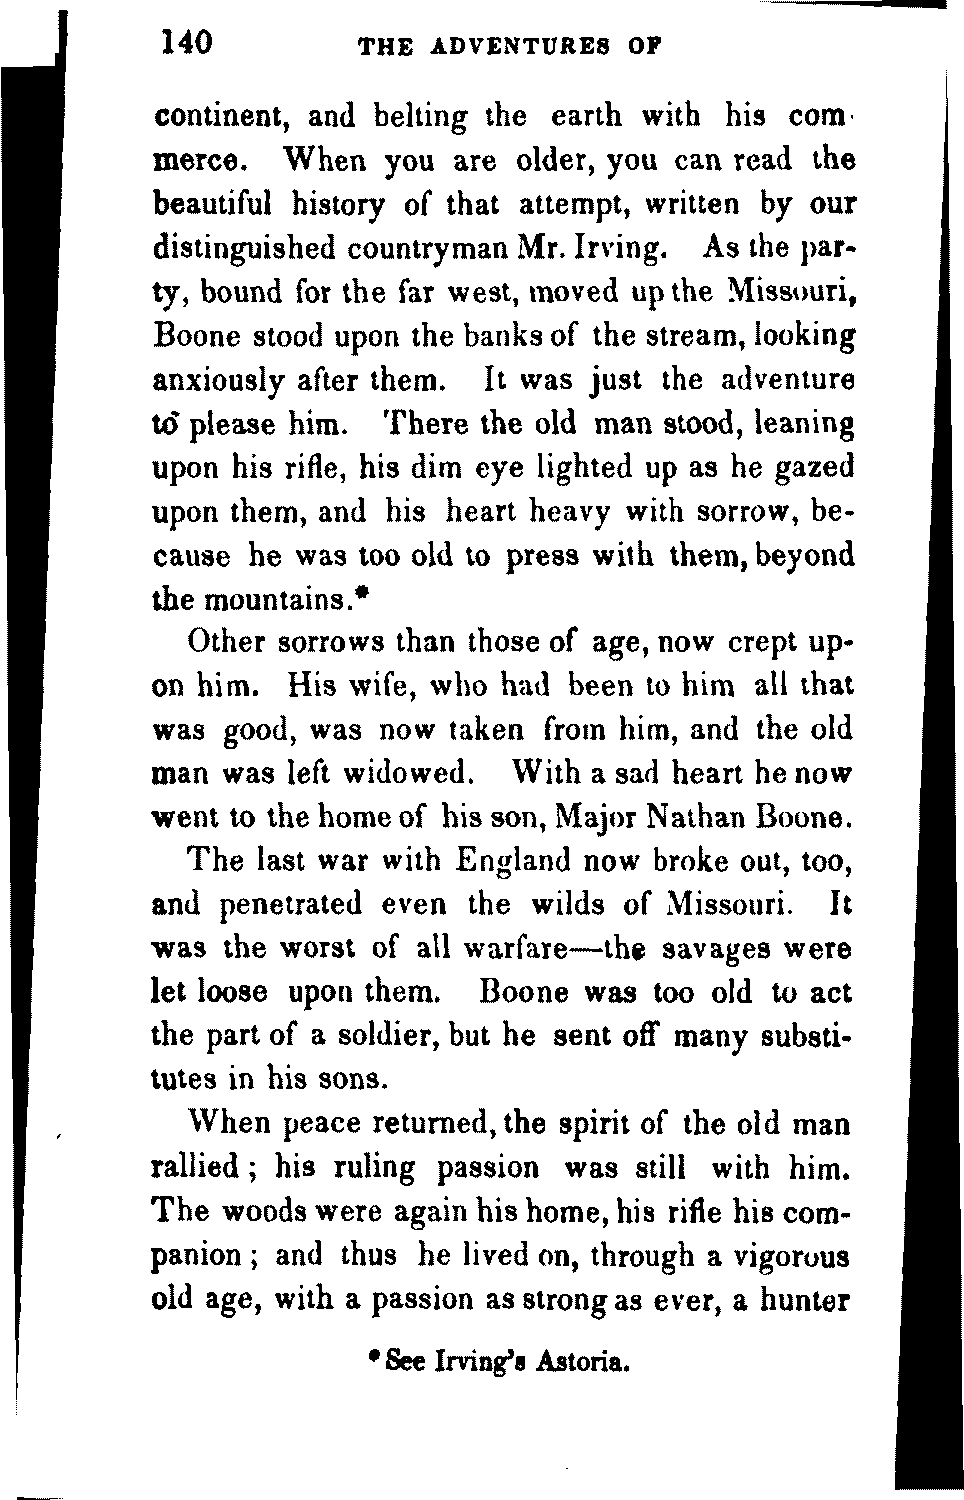 140 THE ADVENTURES OF
continent, and belting the earth with his com-
merce. When you are older, you can read the
beautiful history of that attempt, written by our
distinguished countryman Mr. Irving. As the par-
ty, bound for the far west, moved up the Missouri,
Boone stood upon the banks of the stream, looking
anxiously after them. It was just the adventure
to please him. There the old man stood, leaning
upon his rifle, his dim eye lighted up as he gazed
upon them, and his heart heavy with sorrow, be-
cause he was too old to press with them, beyond
the mountains.*
Other sorrows than those of age, now crept up-
on him. His wife, who had been to him all that
was good, was now taken from him, and the old
man was left widowed. With a sad heart he now
went to the home of his son, Major Nathan Boone.
The last war with England now broke out, too,
and penetrated even the wilds of Missouri. It
was the worst of all warfare—the savages were
let loose upon them. Boone was too old to act
the part of a soldier, but he sent off many substi-
tutes in his sons.
When peace returned, the spirit of the old man
rallied; his ruling passion was still with him.
The woods were again his home, his rifle his com-
panion; and thus he lived on, through a vigorous
old age, with a passion as strong as ever, a hunter
*See Irving's Astoria.